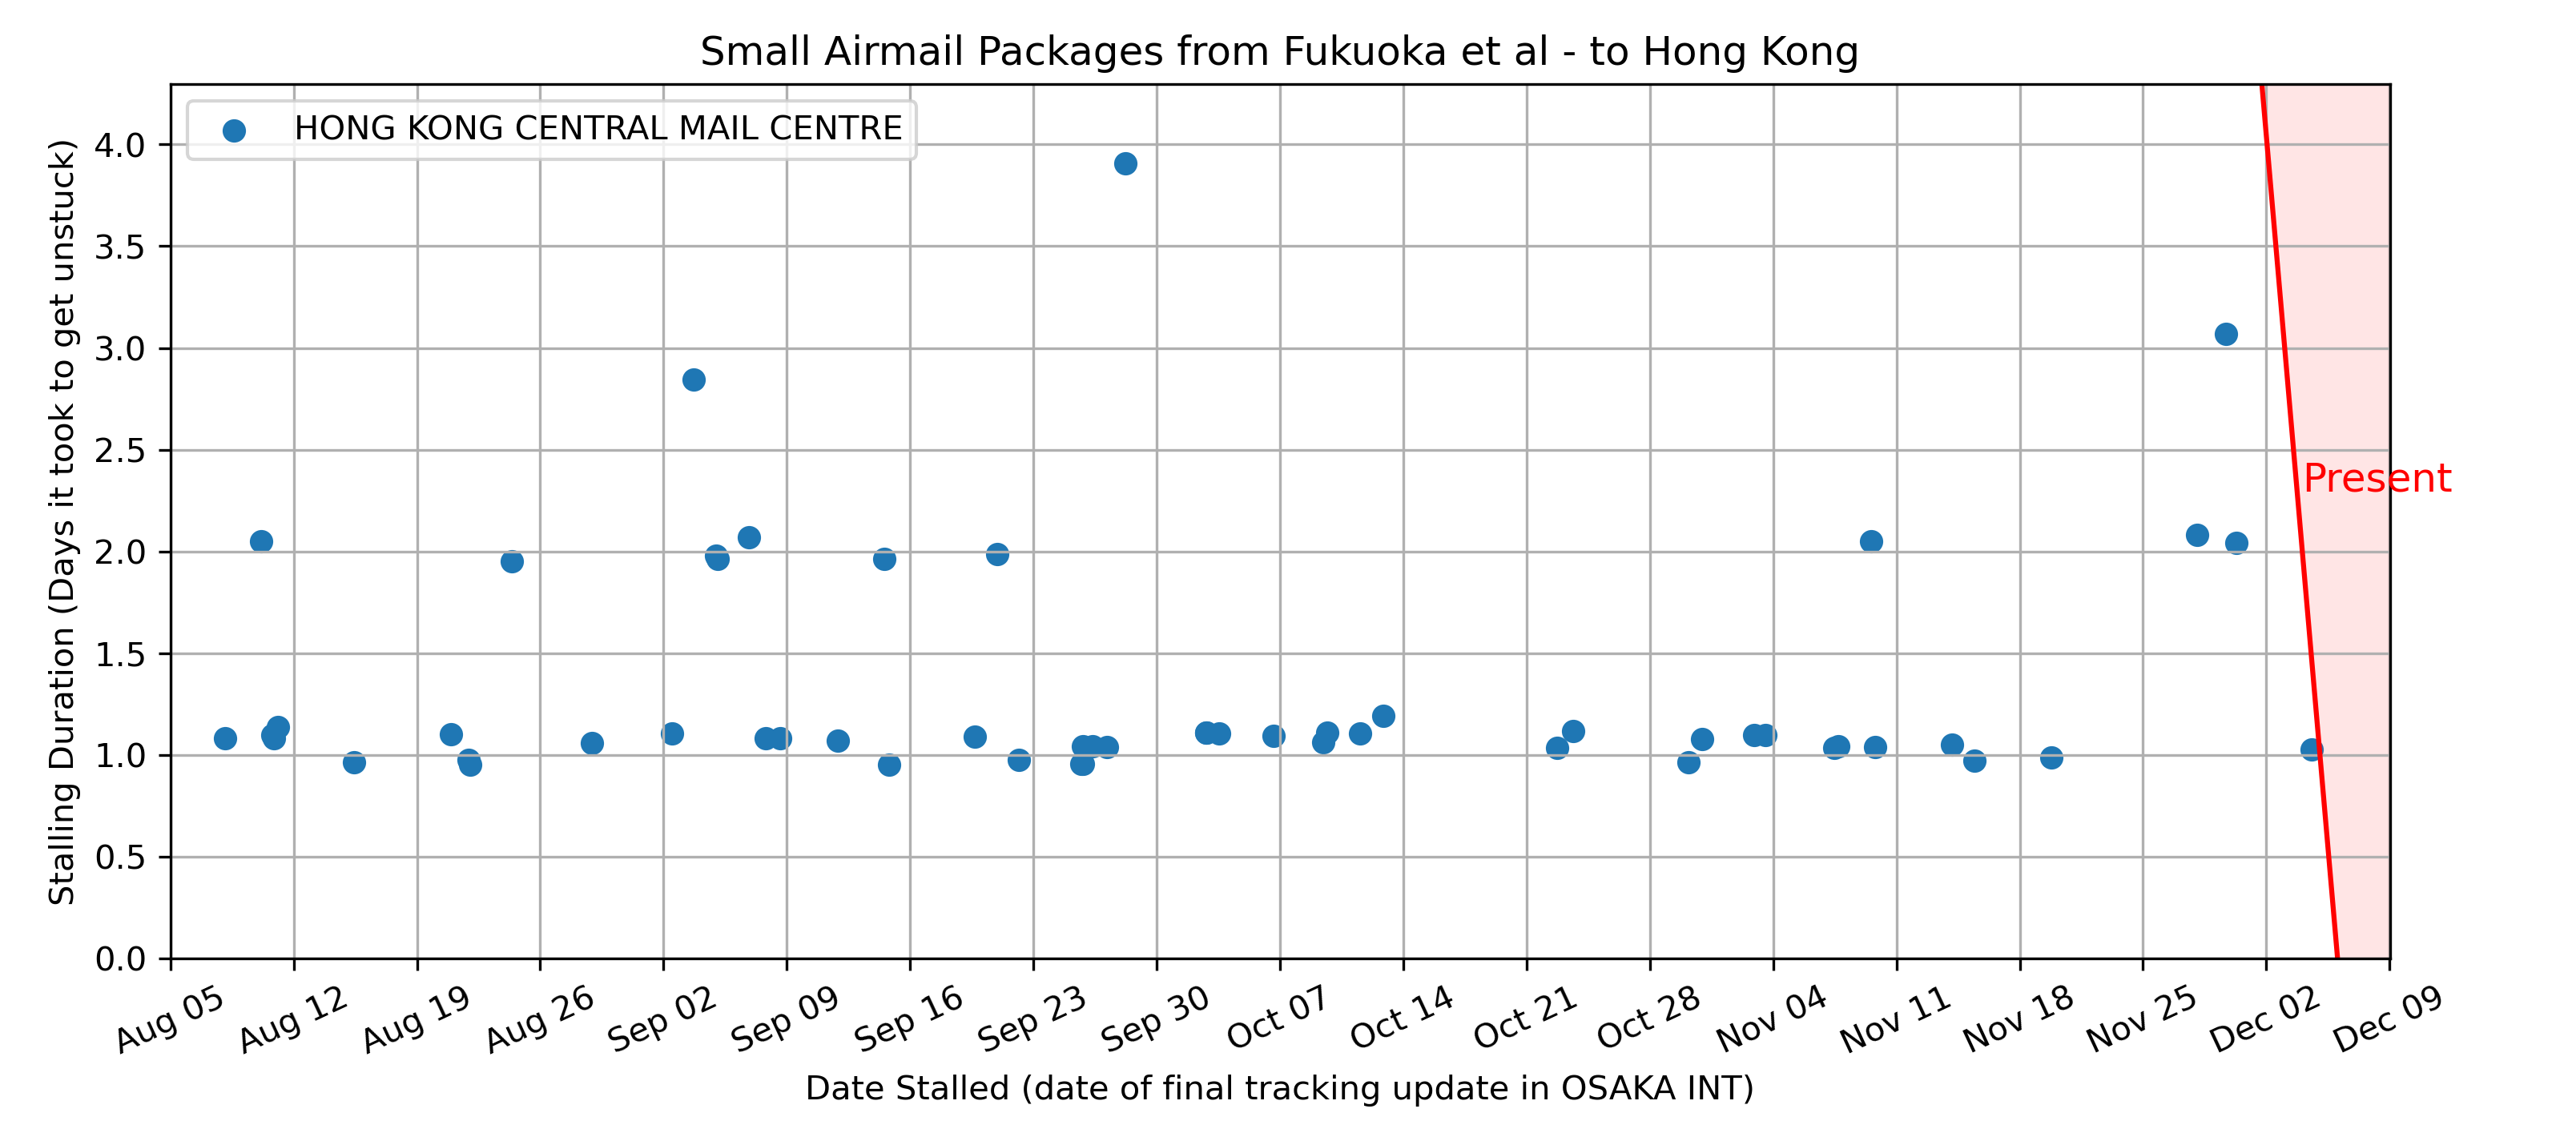 Small Airmail Packages from Fukuoka et al - to Hong Kong
HONG KONG CENTRAL MAIL CENTRE
Stalling Duration (Days it took to get unstuck)
4.0
3.5
3.0
2.5
2.0
1.5
1.0
0.5
0.0
Present
Aug 05
Aug 12
Aug 19
Aug 26
Sep 02
Sep 09
Sep 16
Sep 23
Sep 30
Oct 07
Oct 14
Oct 21
Oct 28
Nov 04
Nov 11
Nov 18
Nov 25
Dec 02
Dec 09
Date Stalled (date of final tracking update in OSAKA INT)